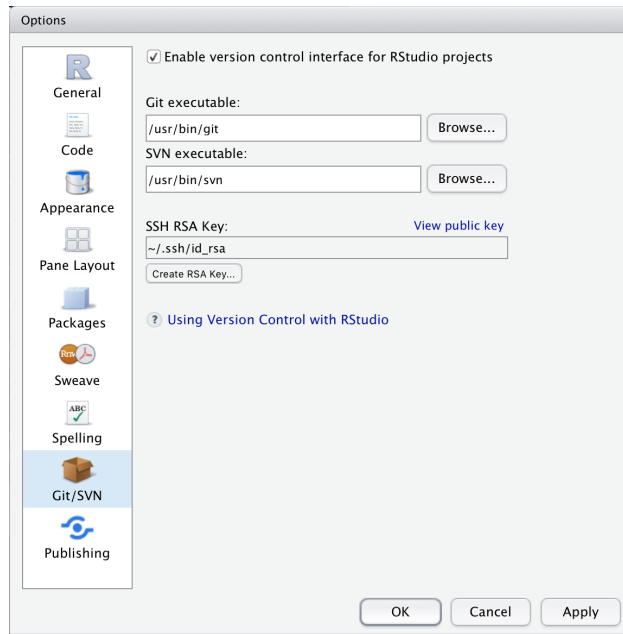 Options
General
Code
Appearance
Pane Layout
Packages
Rnw
Sweave
ABC
Spelling
Git/SVN
Publishing
Enable version control interface for RStudio projects
Git executable:
/usr/bin/git Browse...
SVN executable:
/usr/bin/svn Browse...
SSH RSA Key: View public key
~/.ssh/id_rsa
Create RSA Key...
? Using Version Control with RStudio
OK Cancel Apply